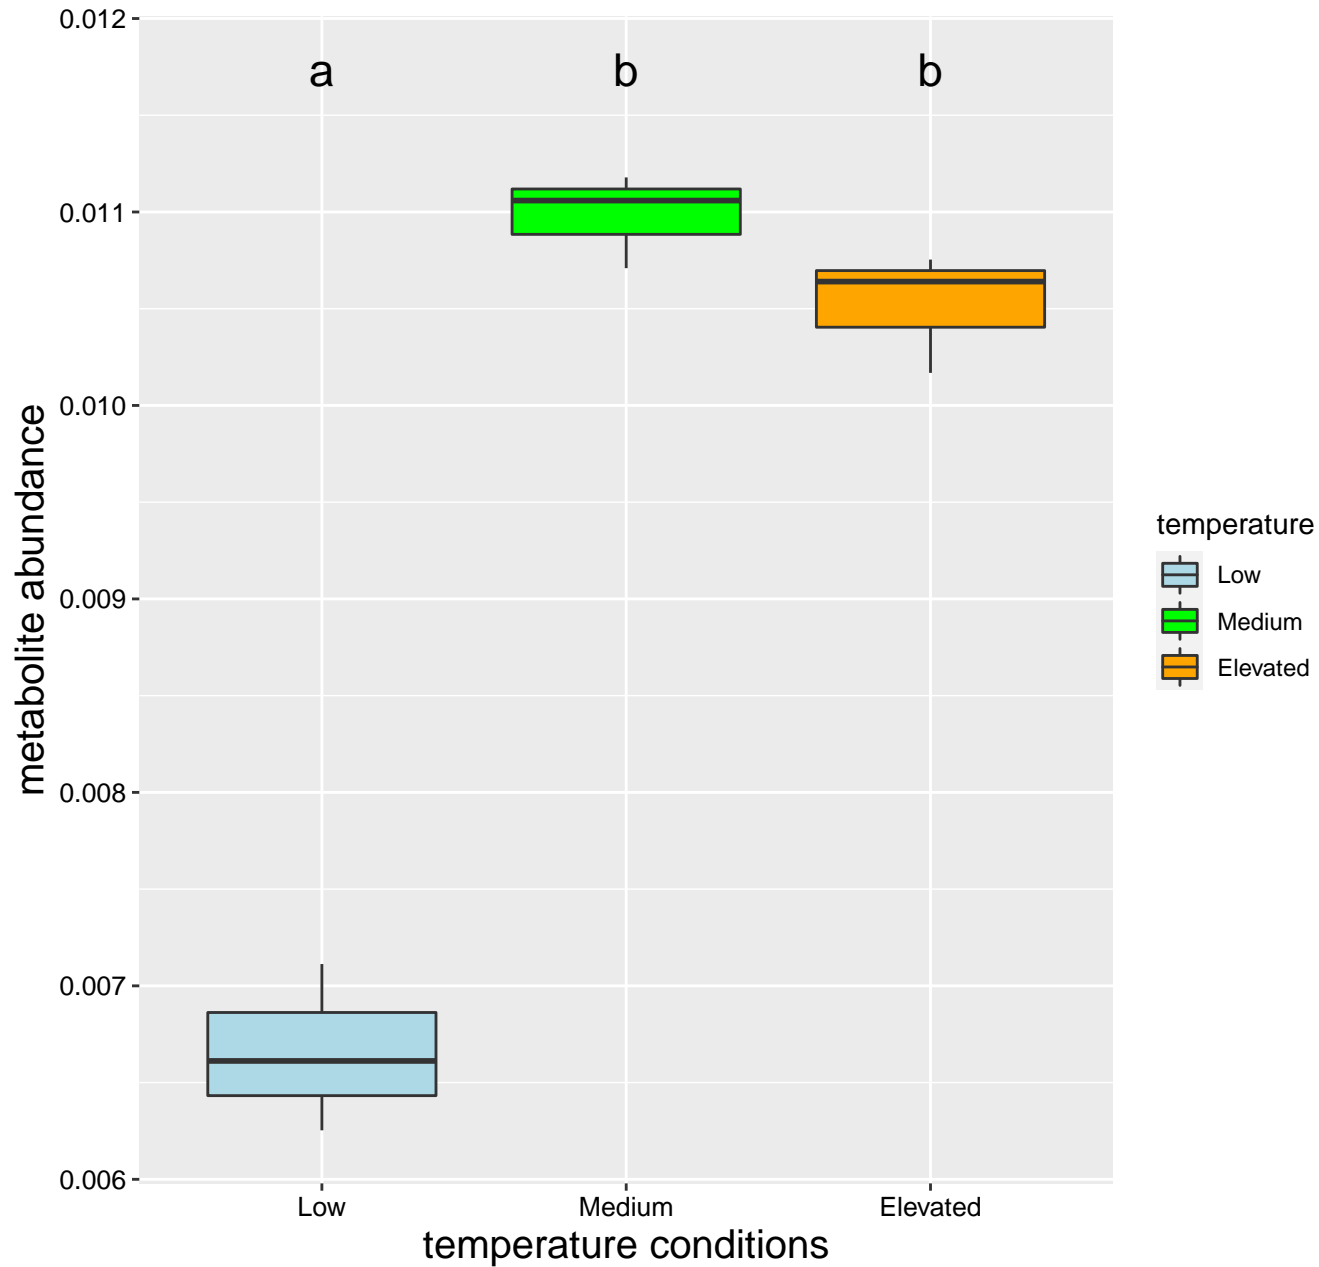 0.012
a b b
0.011
0.010
0.009
0.008
0.007
0.006
metabolite abundance
Low Medium Elevated
temperature conditions
temperature
Low
Medium
Elevated